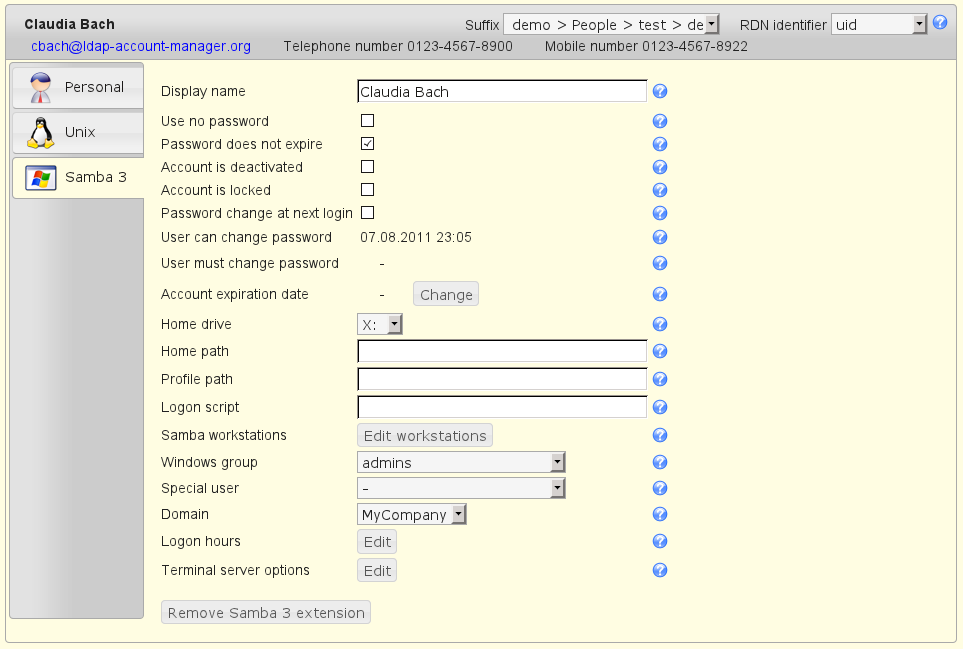 Claudia Bach Suffix demo > People > test > de RDN identifier uid
cbach@ldap-account-manager.org Telephone number 0123-4567-8900 Mobile number 0123-4567-8922
Personal
Unix
Samba 3
Display name Claudia Bach
Use no password
Password does not expire
Account is deactivated
Account is locked
Password change at next login
User can change password 07.08.2011 23:05
User must change password -
Account expiration date - Change
Home drive X:
Home path
Profile path
Logon script
Samba workstations Edit workstations
Windows group admins
Special user -
Domain MyCompany
Logon hours Edit
Terminal server options Edit
Remove Samba 3 extension